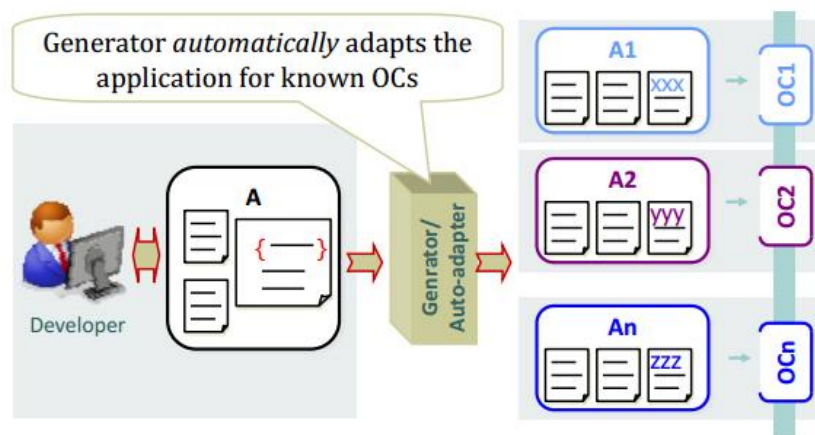 Generator automatically adapts the
application for known OCs
A
{ }
Developer
Genrator/
Auto-adapter
A1
xxx
OC1
A2
yyy
OC2
An
zzz
OCn